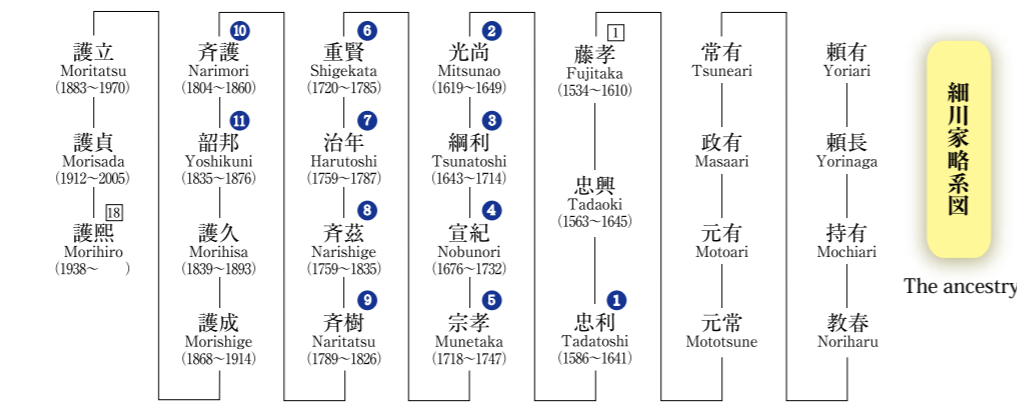 細川家略系図
The ancestry
頼有
Yoriari
頼長
Yorinaga
持有
Mochiari
教春
Noriharu
常有
Tsuneari
政有
Masaari
元有
Motoari
元常
Mototsune
1
藤孝
Fujitaka
(1534～1610)
忠興
Tadaoki
(1563～1645)
1
忠利
Tadatoshi
(1586～1641)
2
光尚
Mitsunao
(1619～1649)
3
綱利
Tsunatoshi
(1643～1714)
4
宣紀
Nobunori
(1676～1732)
5
宗孝
Munetaka
(1718～1747)
6
重賢
Shigekata
(1720～1785)
7
治年
Harutoshi
(1759～1787)
8
斉茲
Narishige
(1759～1835)
9
斉樹
Naritatsu
(1789～1826)
10
斉護
Narimori
(1804～1860)
11
韶邦
Yoshikuni
(1835～1876)
護久
Morihisa
(1839～1893)
護成
Morishige
(1868～1914)
護立
Moritatsu
(1883～1970)
護貞
Morisada
(1912～2005)
18
護熙
Morihiro
(1938～　　)